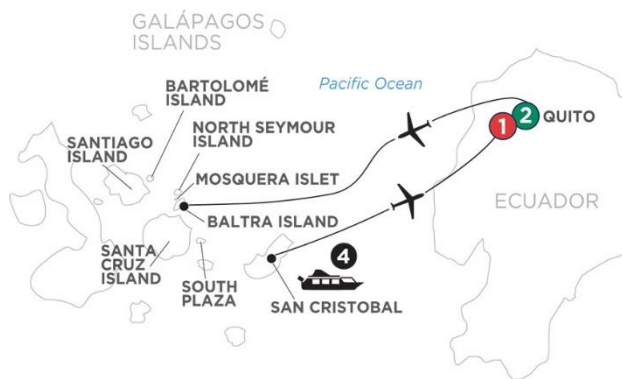 GALÁPAGOS
ISLANDS
Pacific Ocean
BARTOLOMÉ
ISLAND
SANTIAGO
ISLAND
NORTH SEYMOUR
ISLAND
MOSQUERA ISLET
BALTRA ISLAND
SANTA
CRUZ
ISLAND
SOUTH
PLAZA
4
SAN CRISTOBAL
1
2
QUITO
ECUADOR